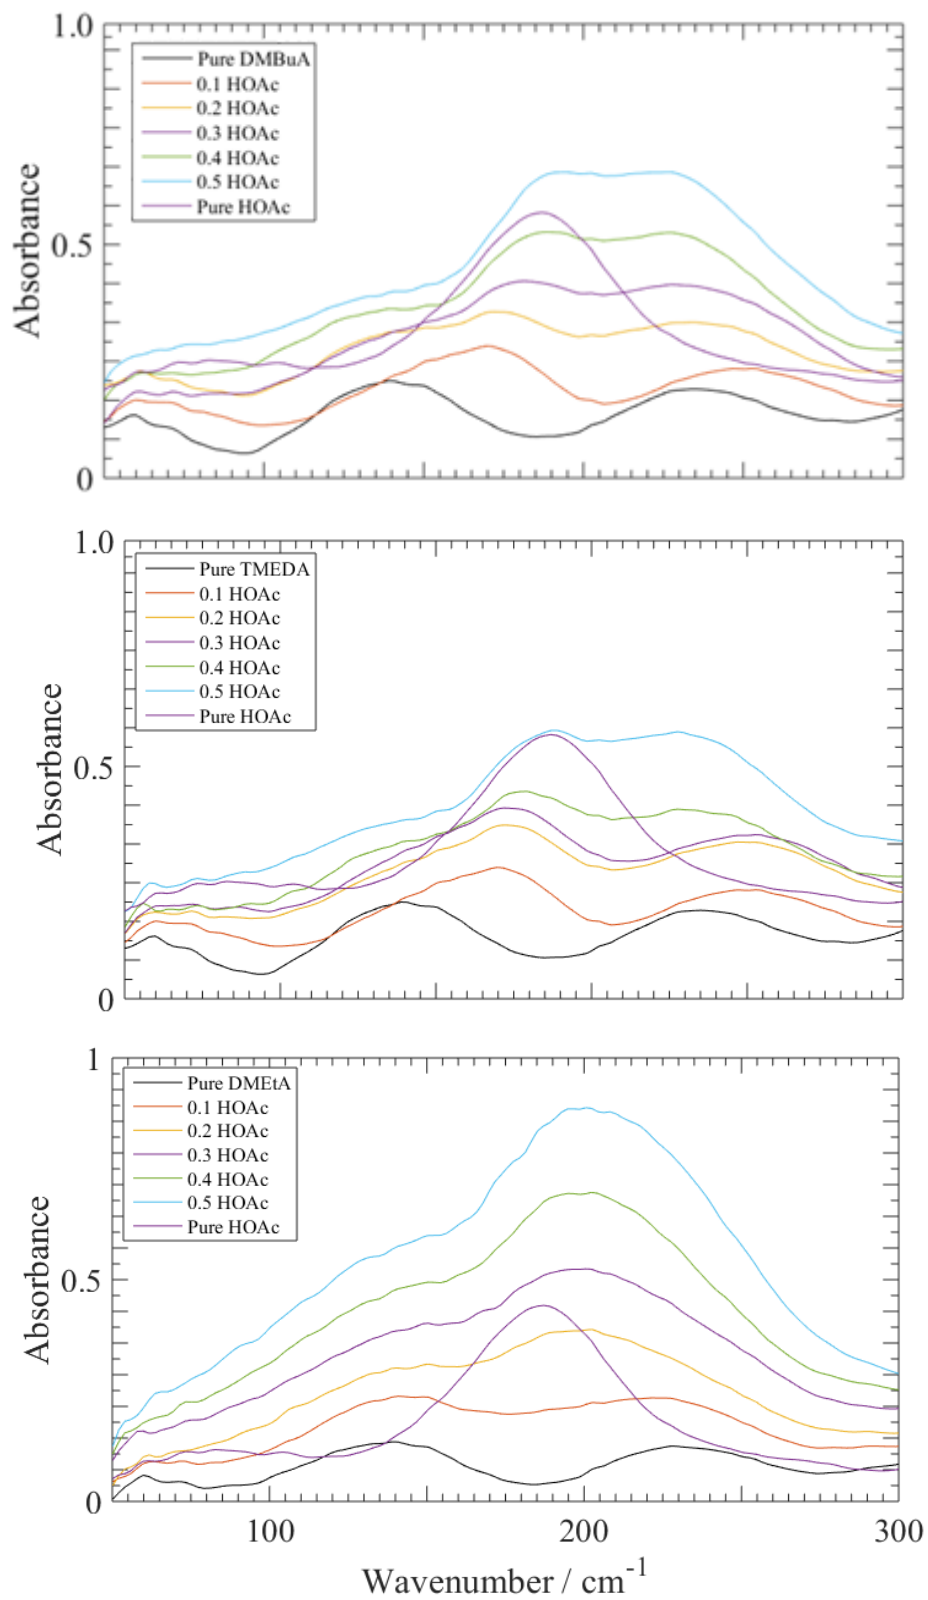 1.0
Pure DMBuA
0.1 HOAc
0.2 HOAc
0.3 HOAc
0.4 HOAc
0.5 HOAc
Pure HOAc
Absorbance
0.5
0
1.0
Pure TMEDA
0.1 HOAc
0.2 HOAc
0.3 HOAc
0.4 HOAc
0.5 HOAc
Pure HOAc
Absorbance
0.5
0
1
Pure DMEtA
0.1 HOAc
0.2 HOAc
0.3 HOAc
0.4 HOAc
0.5 HOAc
Pure HOAc
Absorbance
0.5
0
100 200 300
Wavenumber / cm⁻¹